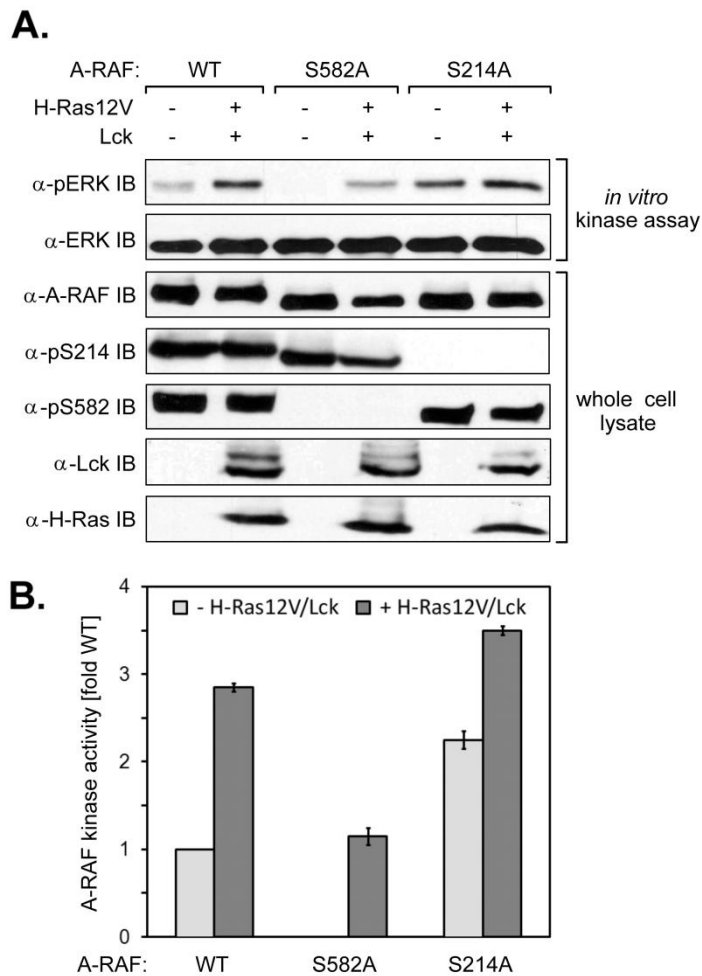 A.
A-RAF: WT S582A S214A
H-Ras12V - + - + - +
Lck - + - + - +
α-pERK IB
α-ERK IB
in vitro
kinase assay
α-A-RAF IB
α-pS214 IB
α-pS582 IB
α-Lck IB
α-H-Ras IB
whole cell
lysate
B.
A-RAF kinase activity [fold WT]
4
3
2
1
0
- H-Ras12V/Lck + H-Ras12V/Lck
A-RAF: WT S582A S214A